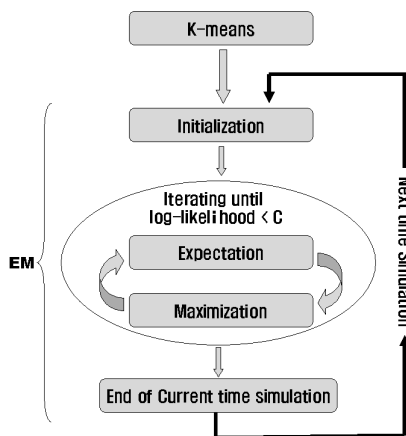 K-means
Initialization
Iterating until
log-likelihood < C
Expectation
EM
Maximization
Next time simulation
End of Current time simulation